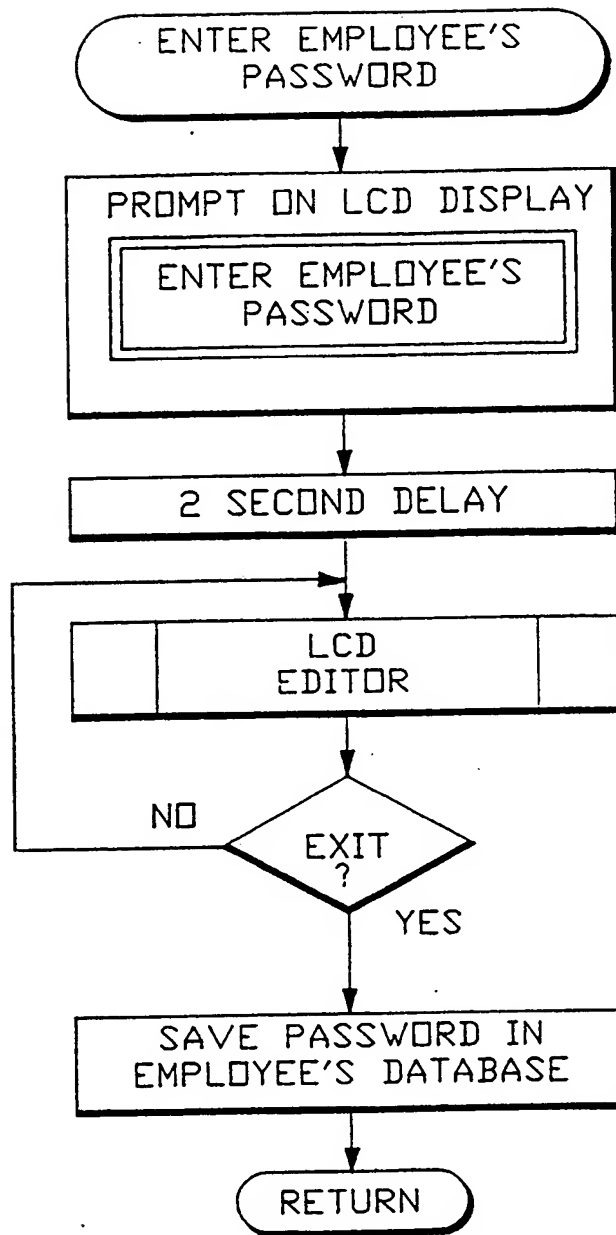 ENTER EMPLOYEE'S
PASSWORD
PROMPT ON LCD DISPLAY
ENTER EMPLOYEE'S
PASSWORD
2 SECOND DELAY
LCD
EDITOR
NO
EXIT
?
YES
SAVE PASSWORD IN
EMPLOYEE'S DATABASE
RETURN